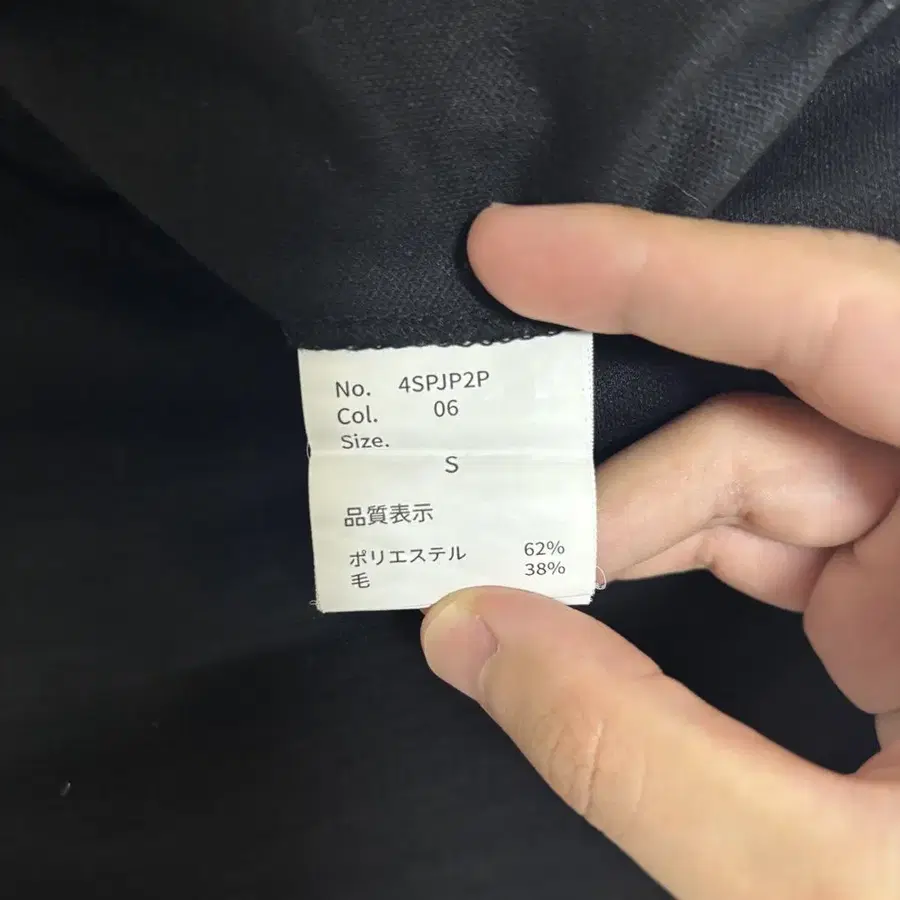 No. 4SPJP2P
Col. 06
Size.
S
品質表示
ポリエステル 62%
毛 38%